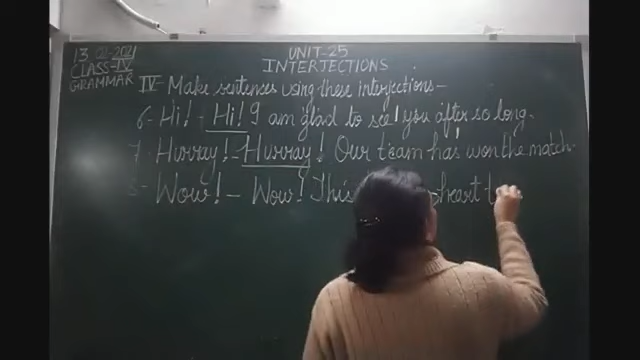 13 02-2021 UNIT-25
CLASS-IV INTERJECTIONS
GRAMMAR IV- Make sentences using these interjections-
6- Hi! - Hi! I am glad to see you after so long.
7- Hurray! - Hurray! Our team has won the match.
8- Wow! - Wow! This heart